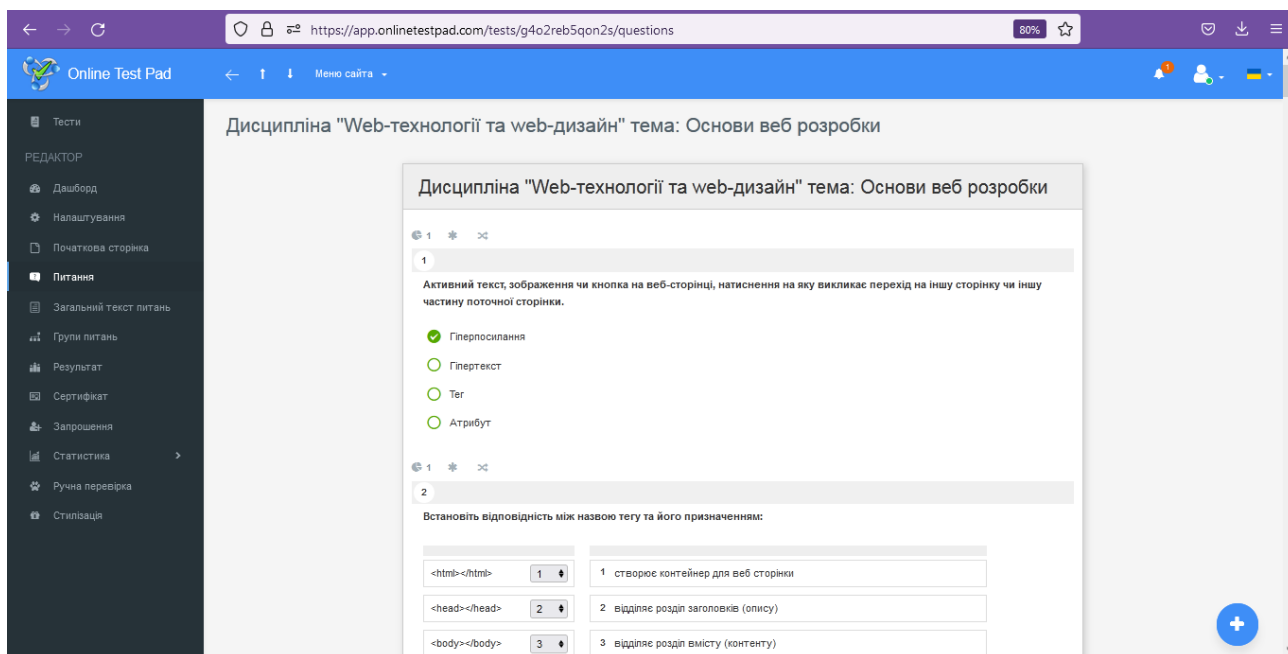 https://app.onlinetestpad.com/tests/g4o2reb5qon2s/questions
80%
Online Test Pad
Меню сайта
1
Тести
РЕДАКТОР
Дашборд
Налаштування
Початкова сторінка
Питання
Загальний текст питань
Групи питань
Результат
Сертифікат
Запрошення
Статистика
Ручна перевірка
Стилізація
Дисципліна "Web-технології та web-дизайн" тема: Основи веб розробки
Дисципліна "Web-технології та web-дизайн" тема: Основи веб розробки
1
1
Активний текст, зображення чи кнопка на веб-сторінці, натиснення на яку викликає перехід на іншу сторінку чи іншу
частину поточної сторінки.
Гіперпосилання
Гіпертекст
Тег
Атрибут
1
2
Встановіть відповідність між назвою тегу та його призначенням:
<html></html> 1 1 створює контейнер для веб сторінки
<head></head> 2 2 відділяє розділ заголовків (опису)
<body></body> 3 3 відділяє розділ вмісту (контенту)